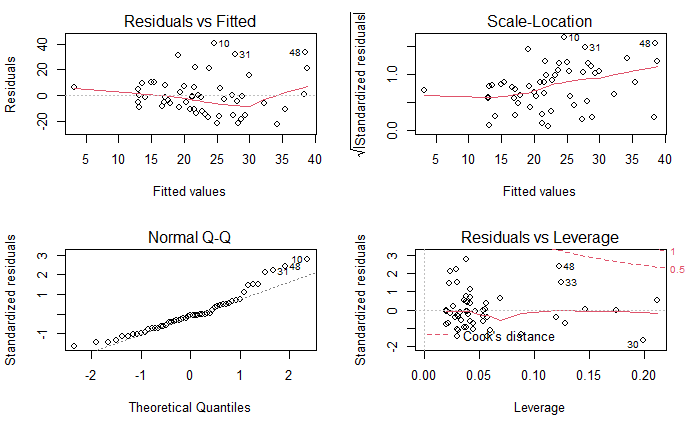 Residuals vs Fitted
Residuals
40
20
0
20
10
31
48
5 10 15 20 25 30 35 40
Fitted values
Scale-Location
√|Standardized residuals|
1.0
0.0
10
31
48
5 10 15 20 25 30 35 40
Fitted values
Normal Q-Q
Standardized residuals
3
1
-1
10
48
31
-2 -1 0 1 2
Theoretical Quantiles
Residuals vs Leverage
Standardized residuals
3
2
0
-2
1
0.5
48
33
30
Cook's distance
0.00 0.05 0.10 0.15 0.20
Leverage